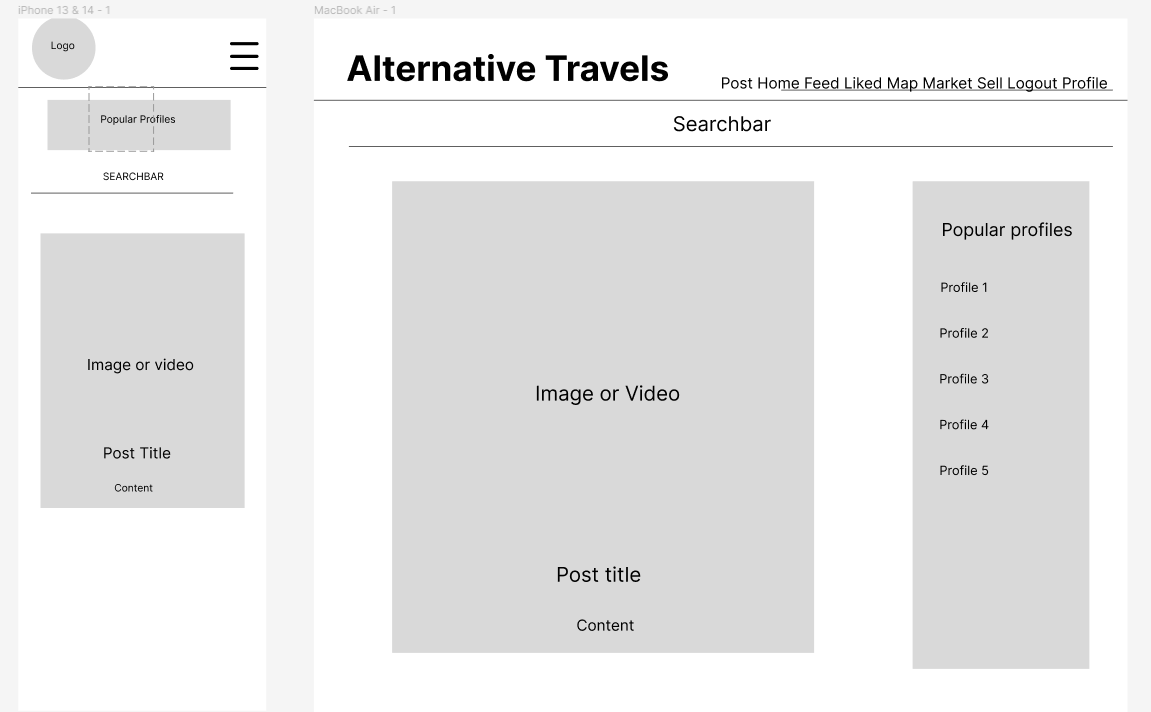 iPhone 13 & 14 - 1
Logo
Popular Profiles
SEARCHBAR
Image or video
Post Title
Content
MacBook Air - 1
Alternative Travels
Post Home Feed Liked Map Market Sell Logout Profile
Searchbar
Image or Video
Post title
Content
Popular profiles
Profile 1
Profile 2
Profile 3
Profile 4
Profile 5